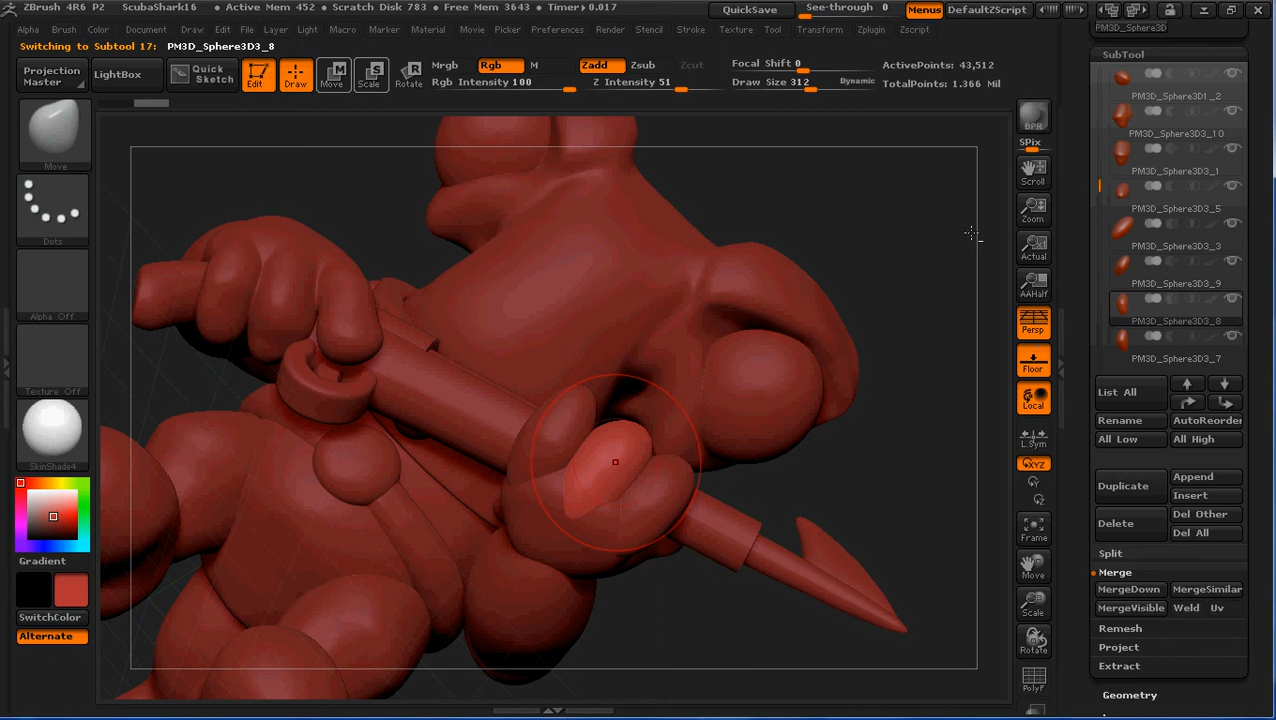 ZBrush 4R6 P2 ScubaShark16 • Active Mem 452 • Scratch Disk 783 • Free Mem 3643 • Timer▸0.017 QuickSave See-through 0 Menus DefaultZScript
Alpha Brush Color Document Draw Edit File Layer Light Macro Marker Material Movie Picker Preferences Render Stencil Stroke Texture Tool Transform Zplugin Zscript
Switching to Subtool 17: PM3D_Sphere3D3_8
Projection Master
LightBox
Quick Sketch
Edit
Draw
Move
Scale
Rotate
Mrgb Rgb M
Rgb Intensity 100
Zadd Zsub Zcut
Z Intensity 51
Focal Shift 0
Draw Size 312 Dynamic
ActivePoints: 43,512
TotalPoints: 1.366 Mil
Move
Dots
Alpha Off
Texture Off
SkinShade4
Gradient
SwitchColor
Alternate
BPR
SPix
Scroll
Zoom
Actual
AAHalf
Persp
Floor
Local
L.Sym
XYZ
Frame
Move
Scale
Rotate
PolyF
PM3D_Sphere3D
SubTool
PM3D_Sphere3D1_2
PM3D_Sphere3D3_10
PM3D_Sphere3D3_1
PM3D_Sphere3D3_5
PM3D_Sphere3D3_3
PM3D_Sphere3D3_9
PM3D_Sphere3D3_8
PM3D_Sphere3D3_7
List All
Rename AutoReorder
All Low All High
Duplicate
Append
Insert
Delete
Del Other
Del All
Split
Merge
MergeDown MergeSimilar
MergeVisible Weld Uv
Remesh
Project
Extract
Geometry